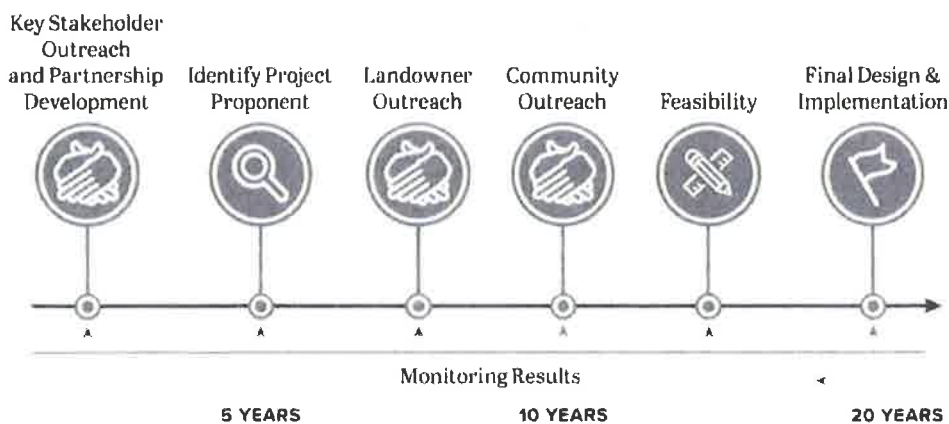 Key Stakeholder
Outreach
and Partnership
Development
Identify Project
Proponent
Landowner
Outreach
Community
Outreach
Feasibility
Final Design &
Implementation
Monitoring Results
5 YEARS
10 YEARS
20 YEARS